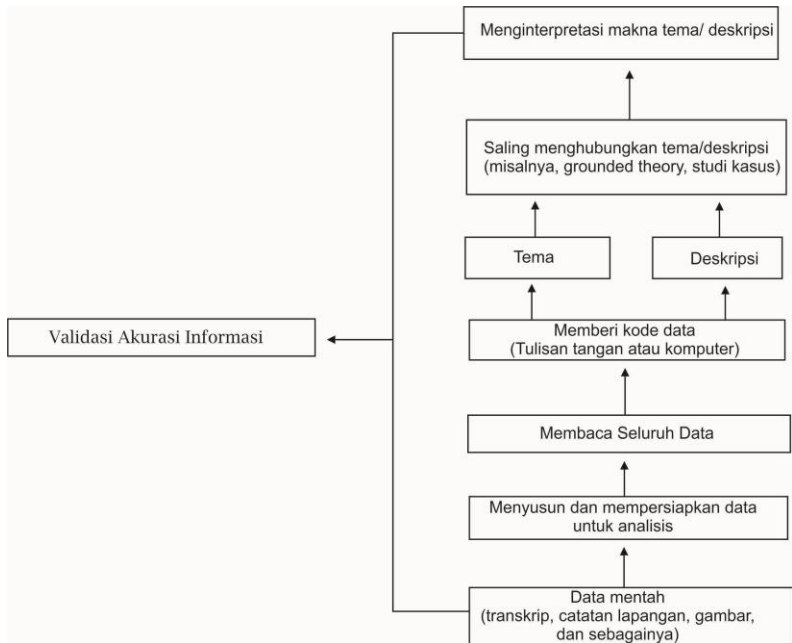 Menginterpretasi makna tema/ deskripsi
Saling menghubungkan tema/deskripsi
(misalnya, grounded theory, studi kasus)
Tema
Deskripsi
Validasi Akurasi Informasi
Memberi kode data
(Tulisan tangan atau komputer)
Membaca Seluruh Data
Menyusun dan mempersiapkan data
untuk analisis
Data mentah
(transkrip, catatan lapangan, gambar,
dan sebagainya)